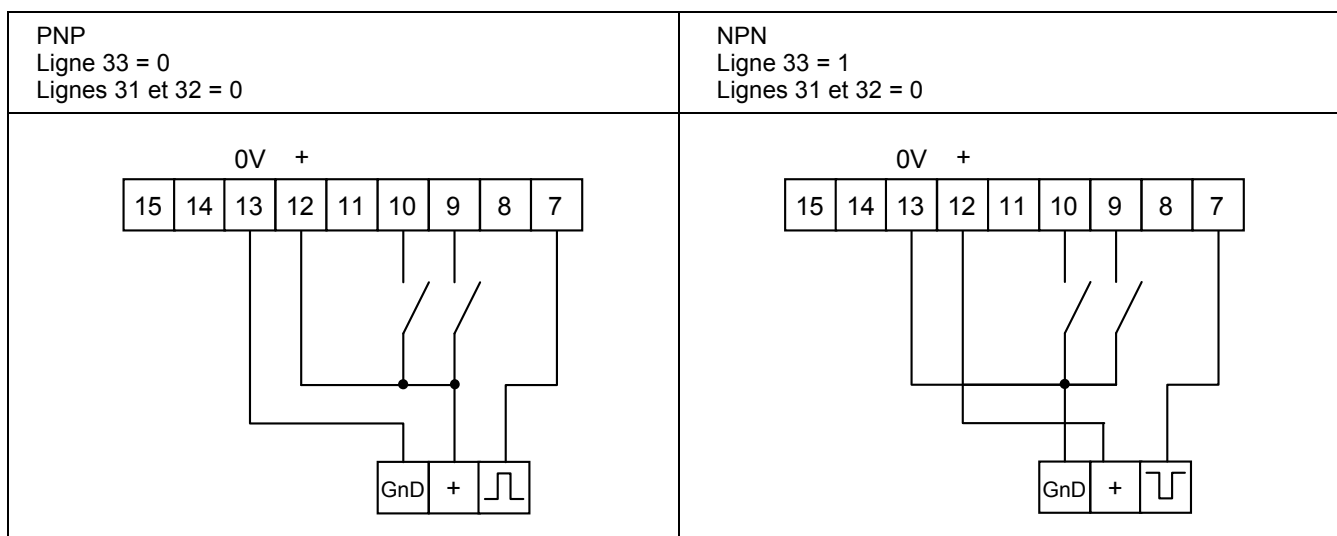 PNP
Ligne 33 = 0
Lignes 31 et 32 = 0
0V +
15 14 13 12 11 10 9 8 7
GnD +
NPN
Ligne 33 = 1
Lignes 31 et 32 = 0
0V +
15 14 13 12 11 10 9 8 7
GnD +